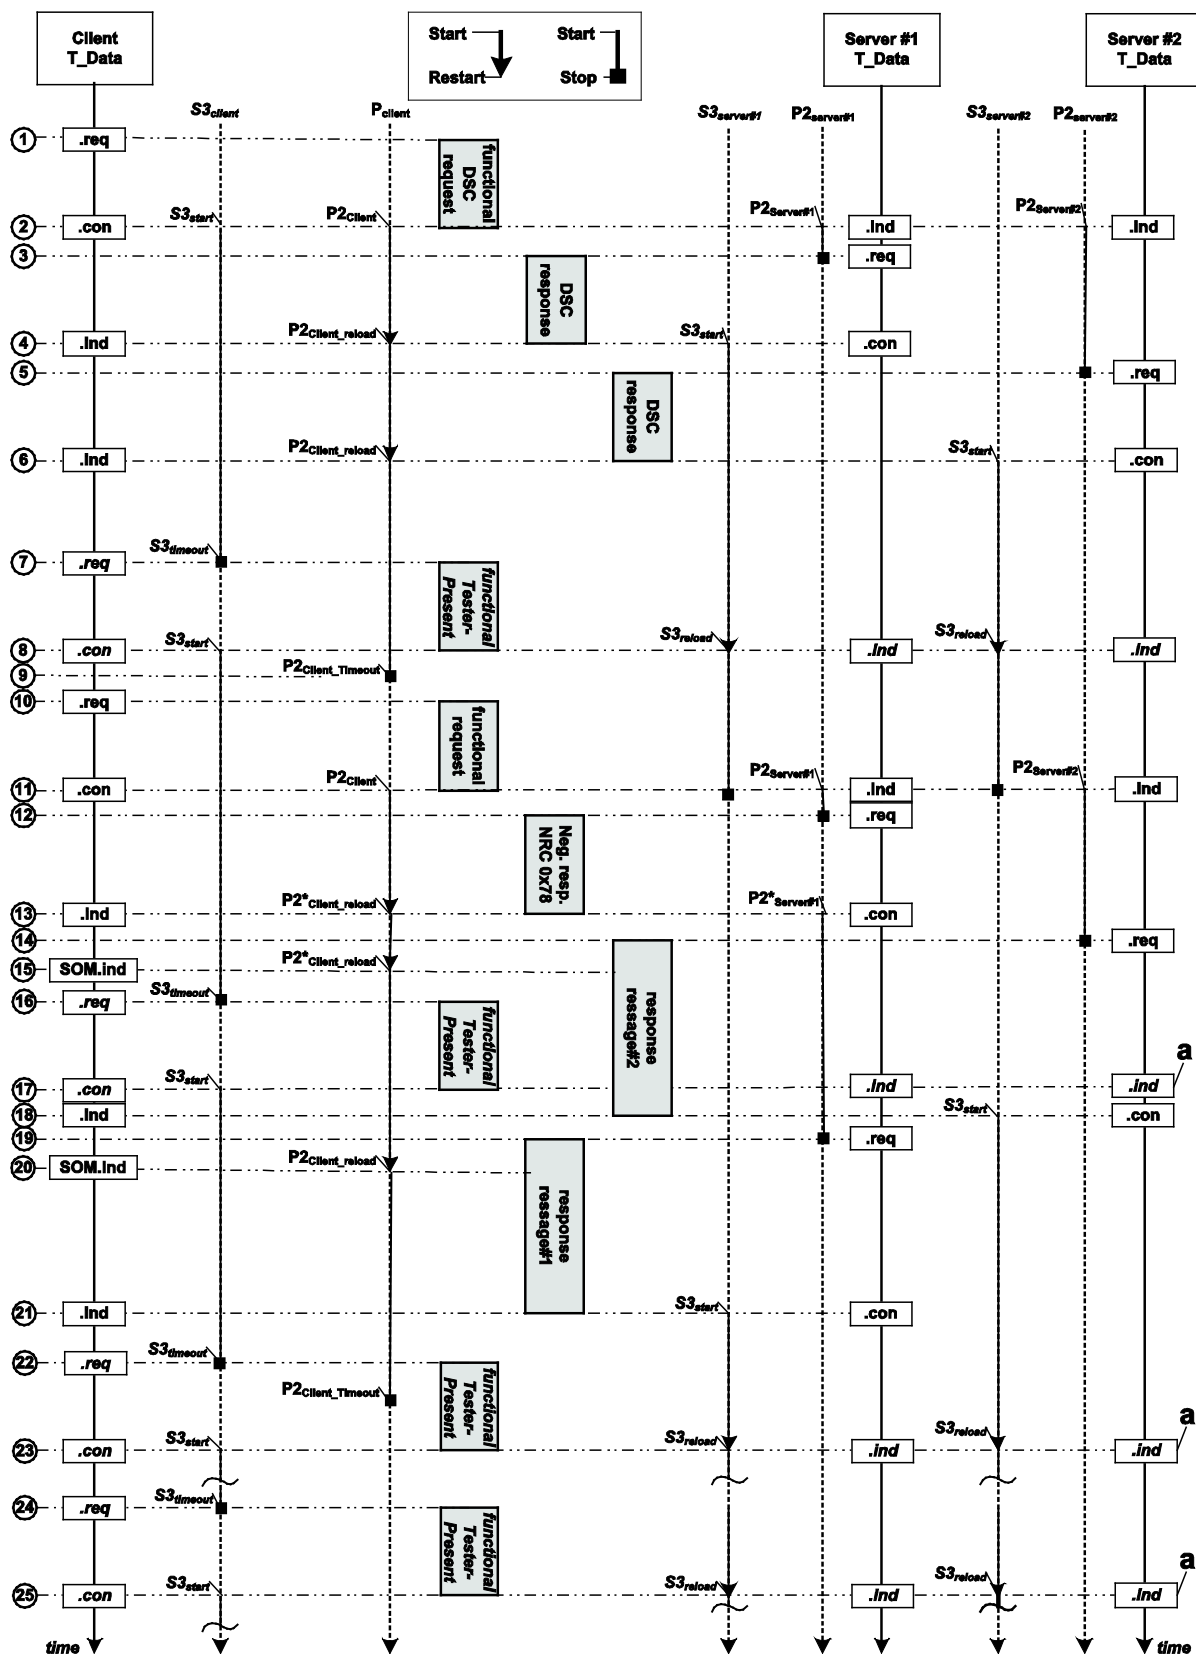 Client
T_Data
Start
Restart
Start
Stop
Server #1
T_Data
Server #2
T_Data
S3client
Pclient
S3server#1
P2server#1
S3server#2
P2server#2
1
.req
functional
DSC
request
2
.con
S3start
P2Client
P2Server#1
.Ind
P2Server#2
.Ind
3
.req
DSC
response
4
.Ind
P2Client_reload
S3start
.con
5
.req
DSC
response
6
.Ind
P2Client_reload
S3start
.con
7
.req
S3timeout
functional
Tester-
Present
8
.con
S3start
S3reload
.Ind
S3reload
.Ind
9
P2Client_Timeout
10
.req
functional
request
11
.con
P2Client
P2Server#1
.Ind
P2Server#2
.Ind
12
.req
Neg. resp.
NRC 0x78
13
.Ind
P2*Client_reload
P2*Server#1
.con
14
.req
15
SOM.ind
P2*Client_reload
response
ressage#2
16
.req
S3timeout
functional
Tester-
Present
17
.con
S3start
.Ind
.ind
a
18
.Ind
S3start
.con
19
.req
20
SOM.Ind
P2Client_reload
response
ressage#1
21
.Ind
S3start
.con
22
.req
S3timeout
functional
Tester-
Present
P2Client_Timeout
23
.con
S3start
S3reload
.ind
S3reload
.ind
a
24
.req
S3timeout
functional
Tester-
Present
25
.con
S3start
S3reload
.Ind
S3reload
.Ind
a
time
time